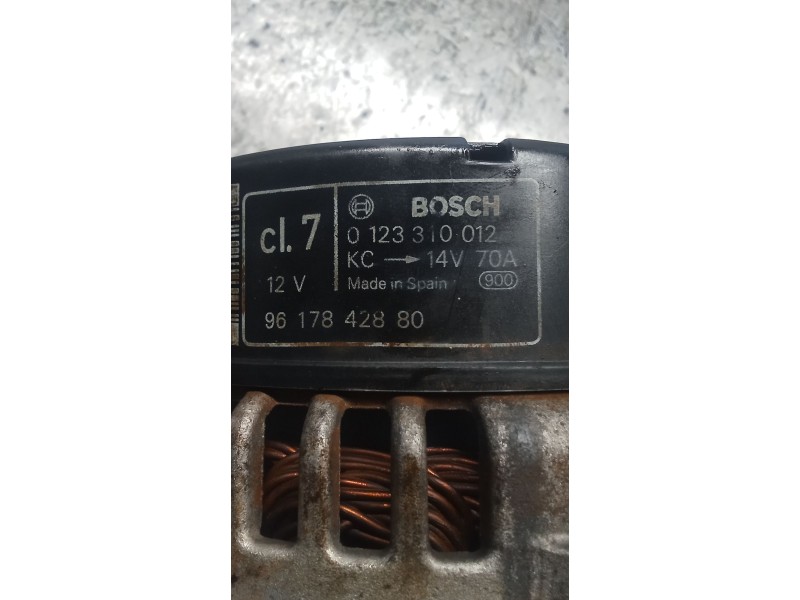 cl. 7
12 V
BOSCH
0 123 310 012
KC → 14V 70A
Made in Spain
900
96 178 428 80